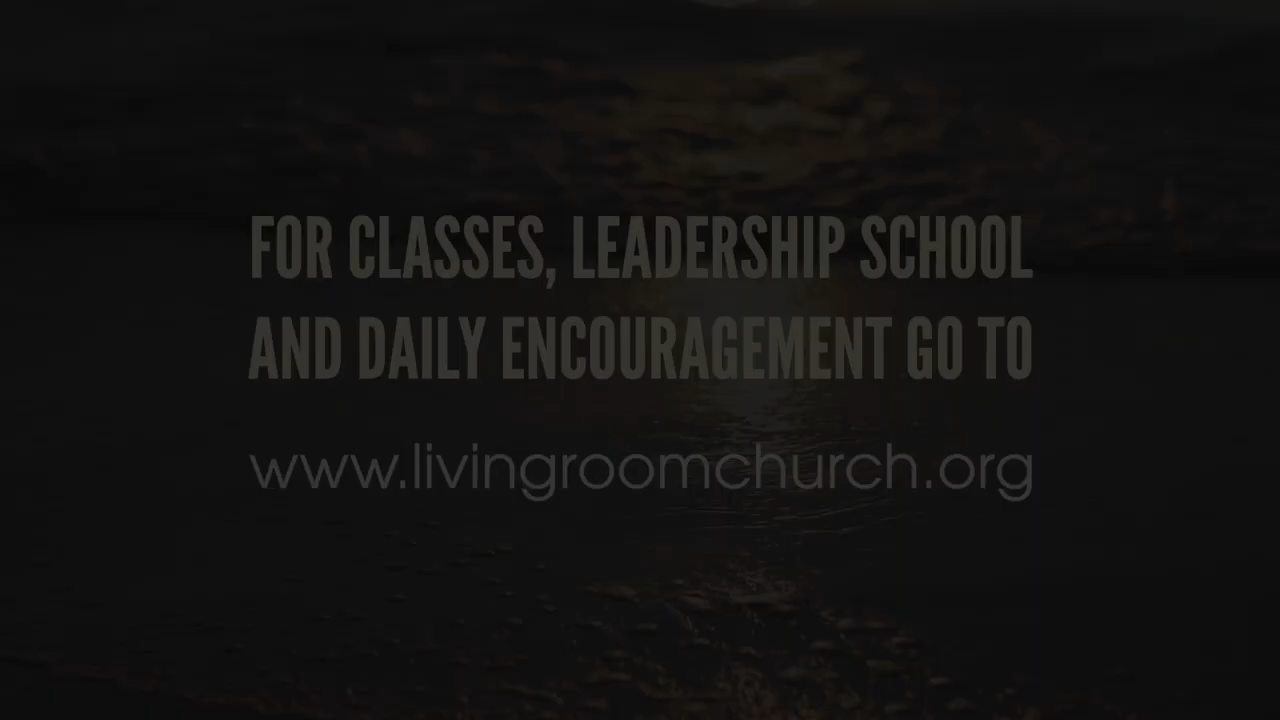 FOR CLASSES, LEADERSHIP SCHOOL
AND DAILY ENCOURAGEMENT GO TO
www.livingroomchurch.org